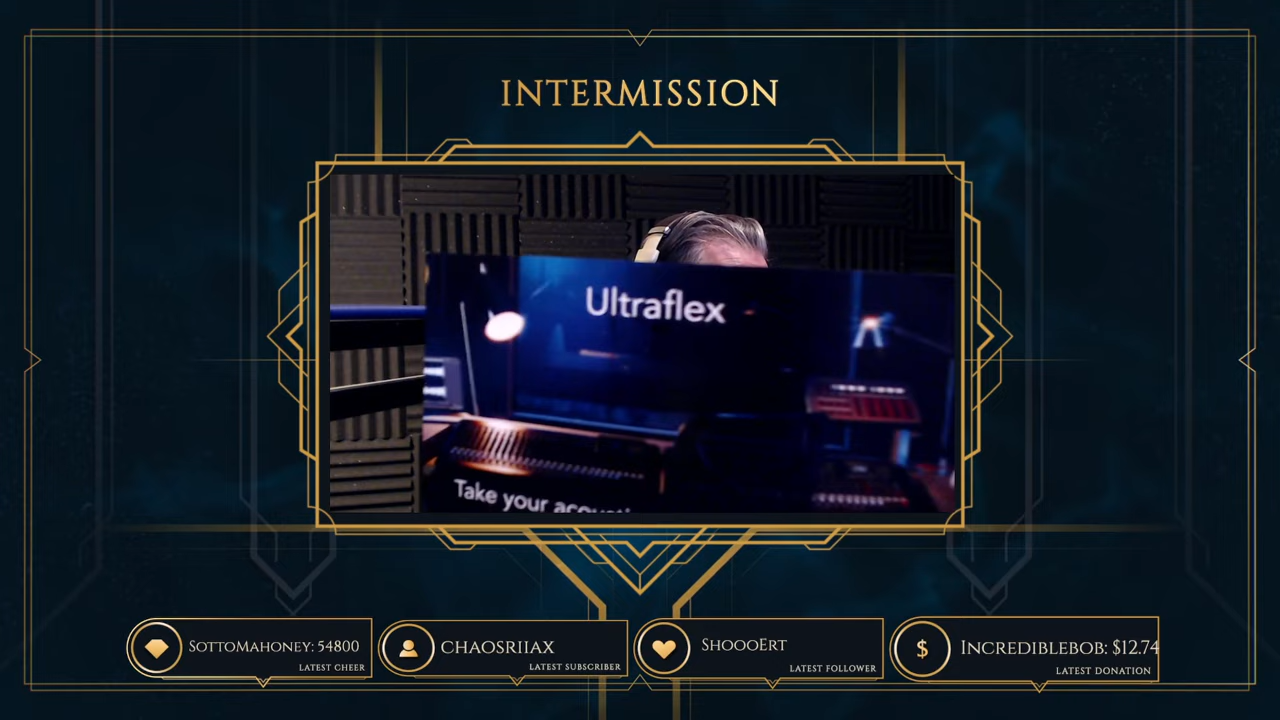 INTERMISSION
Ultraflex
Take your
SottoMahoney: 54800
LATEST CHEER
CHAOSRIIAX
LATEST SUBSCRIBER
ShoooErt
LATEST FOLLOWER
$
Incrediblebob: $12.74
LATEST DONATION